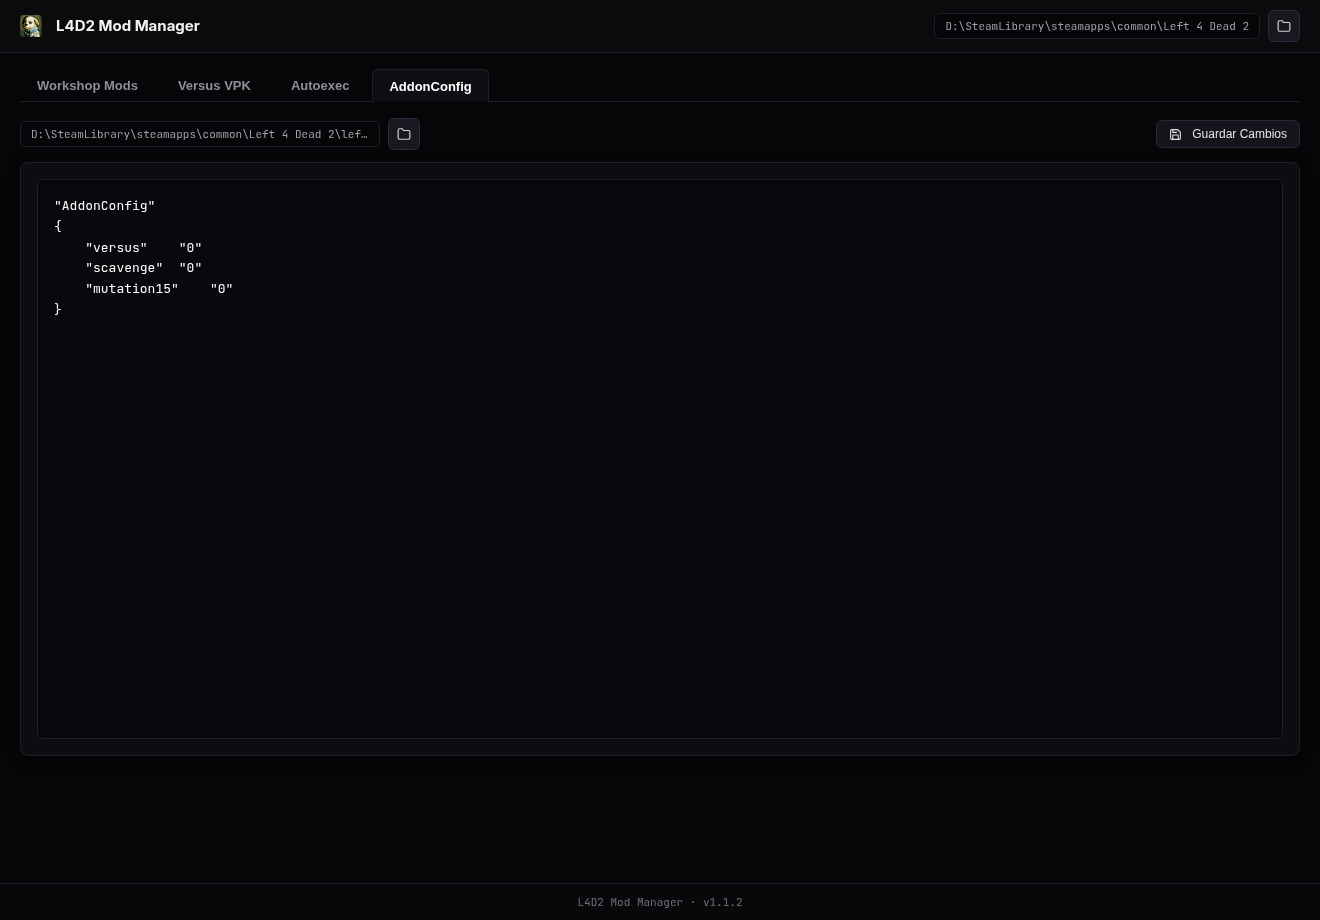 L4D2 Mod Manager
D:\SteamLibrary\steamapps\common\Left 4 Dead 2
Workshop Mods
Versus VPK
Autoexec
AddonConfig
D:\SteamLibrary\steamapps\common\Left 4 Dead 2\lef…
Guardar Cambios
"AddonConfig"
{
    "versus"    "0"
    "scavenge"  "0"
    "mutation15"    "0"
}
L4D2 Mod Manager · v1.1.2